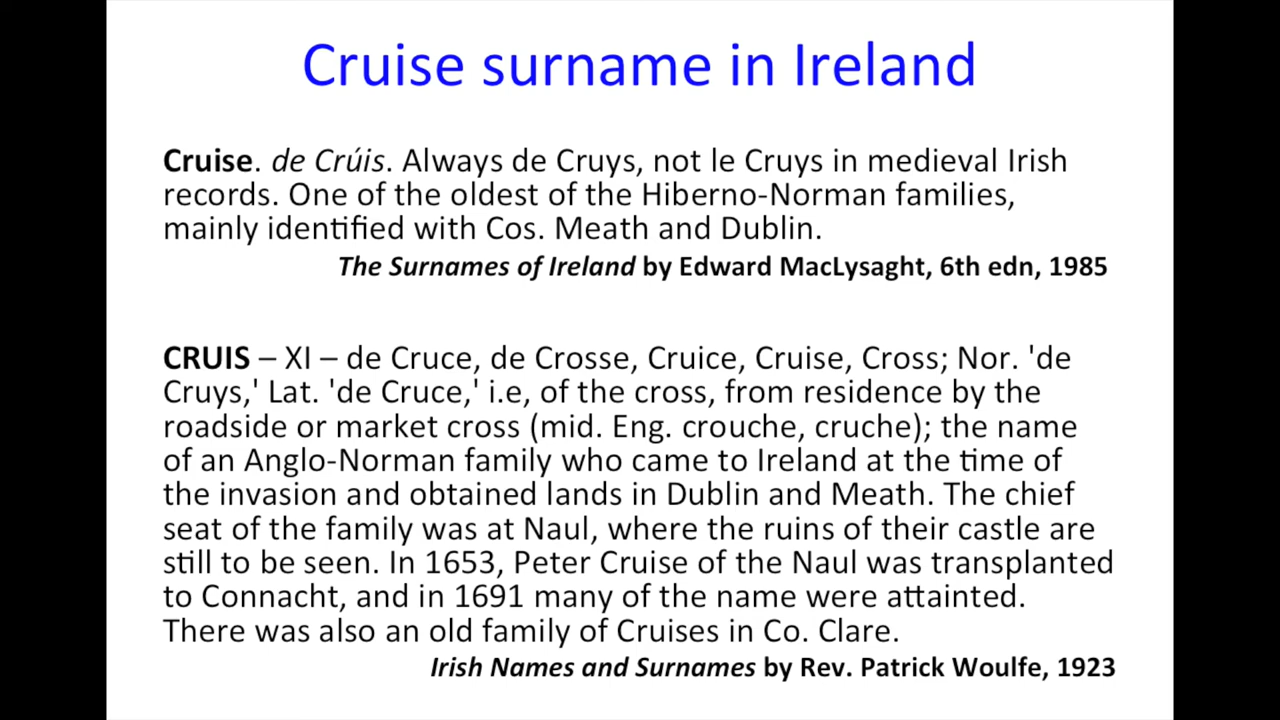 Cruise surname in Ireland
Cruise. de Crúis. Always de Cruys, not le Cruys in medieval Irish
records. One of the oldest of the Hiberno-Norman families,
mainly identified with Cos. Meath and Dublin.
The Surnames of Ireland by Edward MacLysaght, 6th edn, 1985
CRUIS – XI – de Cruce, de Crosse, Cruice, Cruise, Cross; Nor. 'de
Cruys,' Lat. 'de Cruce,' i.e, of the cross, from residence by the
roadside or market cross (mid. Eng. crouche, cruche); the name
of an Anglo-Norman family who came to Ireland at the time of
the invasion and obtained lands in Dublin and Meath. The chief
seat of the family was at Naul, where the ruins of their castle are
still to be seen. In 1653, Peter Cruise of the Naul was transplanted
to Connacht, and in 1691 many of the name were attainted.
There was also an old family of Cruises in Co. Clare.
Irish Names and Surnames by Rev. Patrick Woulfe, 1923